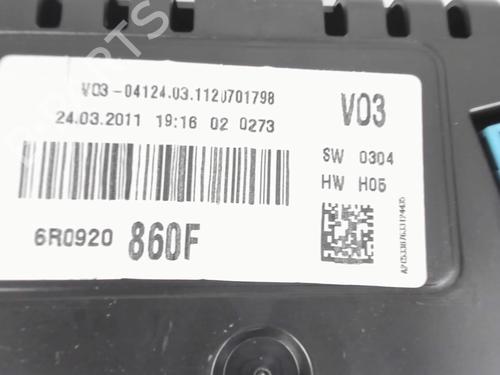 V03-04124.03.1120701798
24.03.2011 19:16 02 0273
V03
SW 0304
HW H05
6R0920 860F